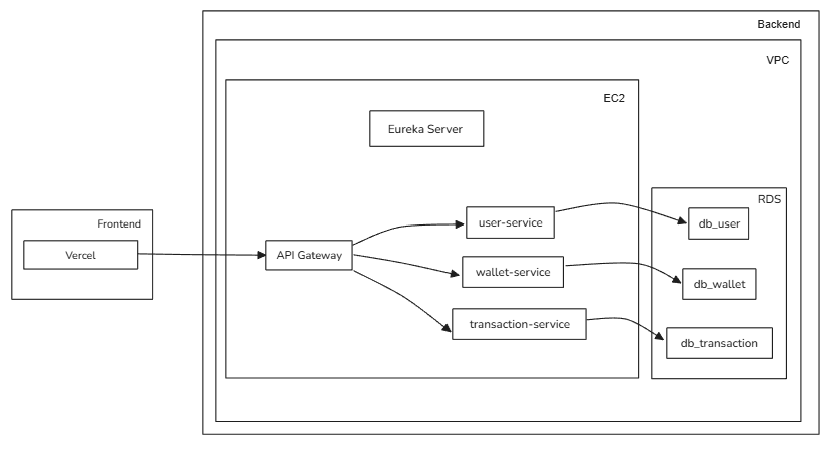 Backend
VPC
EC2
Eureka Server
RDS
Frontend
user-service
db_user
Vercel
API Gateway
wallet-service
db_wallet
transaction-service
db_transaction